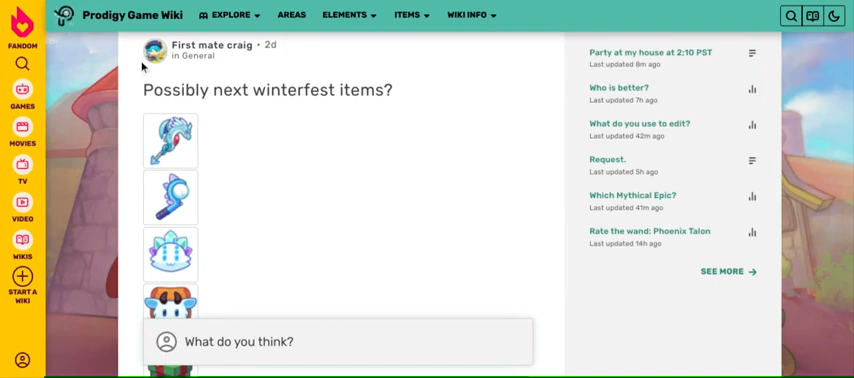 FANDOM
GAMES
MOVIES
TV
VIDEO
WIKIS
START A
WIKI
Prodigy Game Wiki
EXPLORE
AREAS
ELEMENTS
ITEMS
WIKI INFO
First mate craig • 2d
in General
Possibly next winterfest items?
What do you think?
Party at my house at 2:10 PST
Last updated 8m ago
Who is better?
Last updated 7h ago
What do you use to edit?
Last updated 42m ago
Request.
Last updated 5h ago
Which Mythical Epic?
Last updated 41m ago
Rate the wand: Phoenix Talon
Last updated 14h ago
SEE MORE